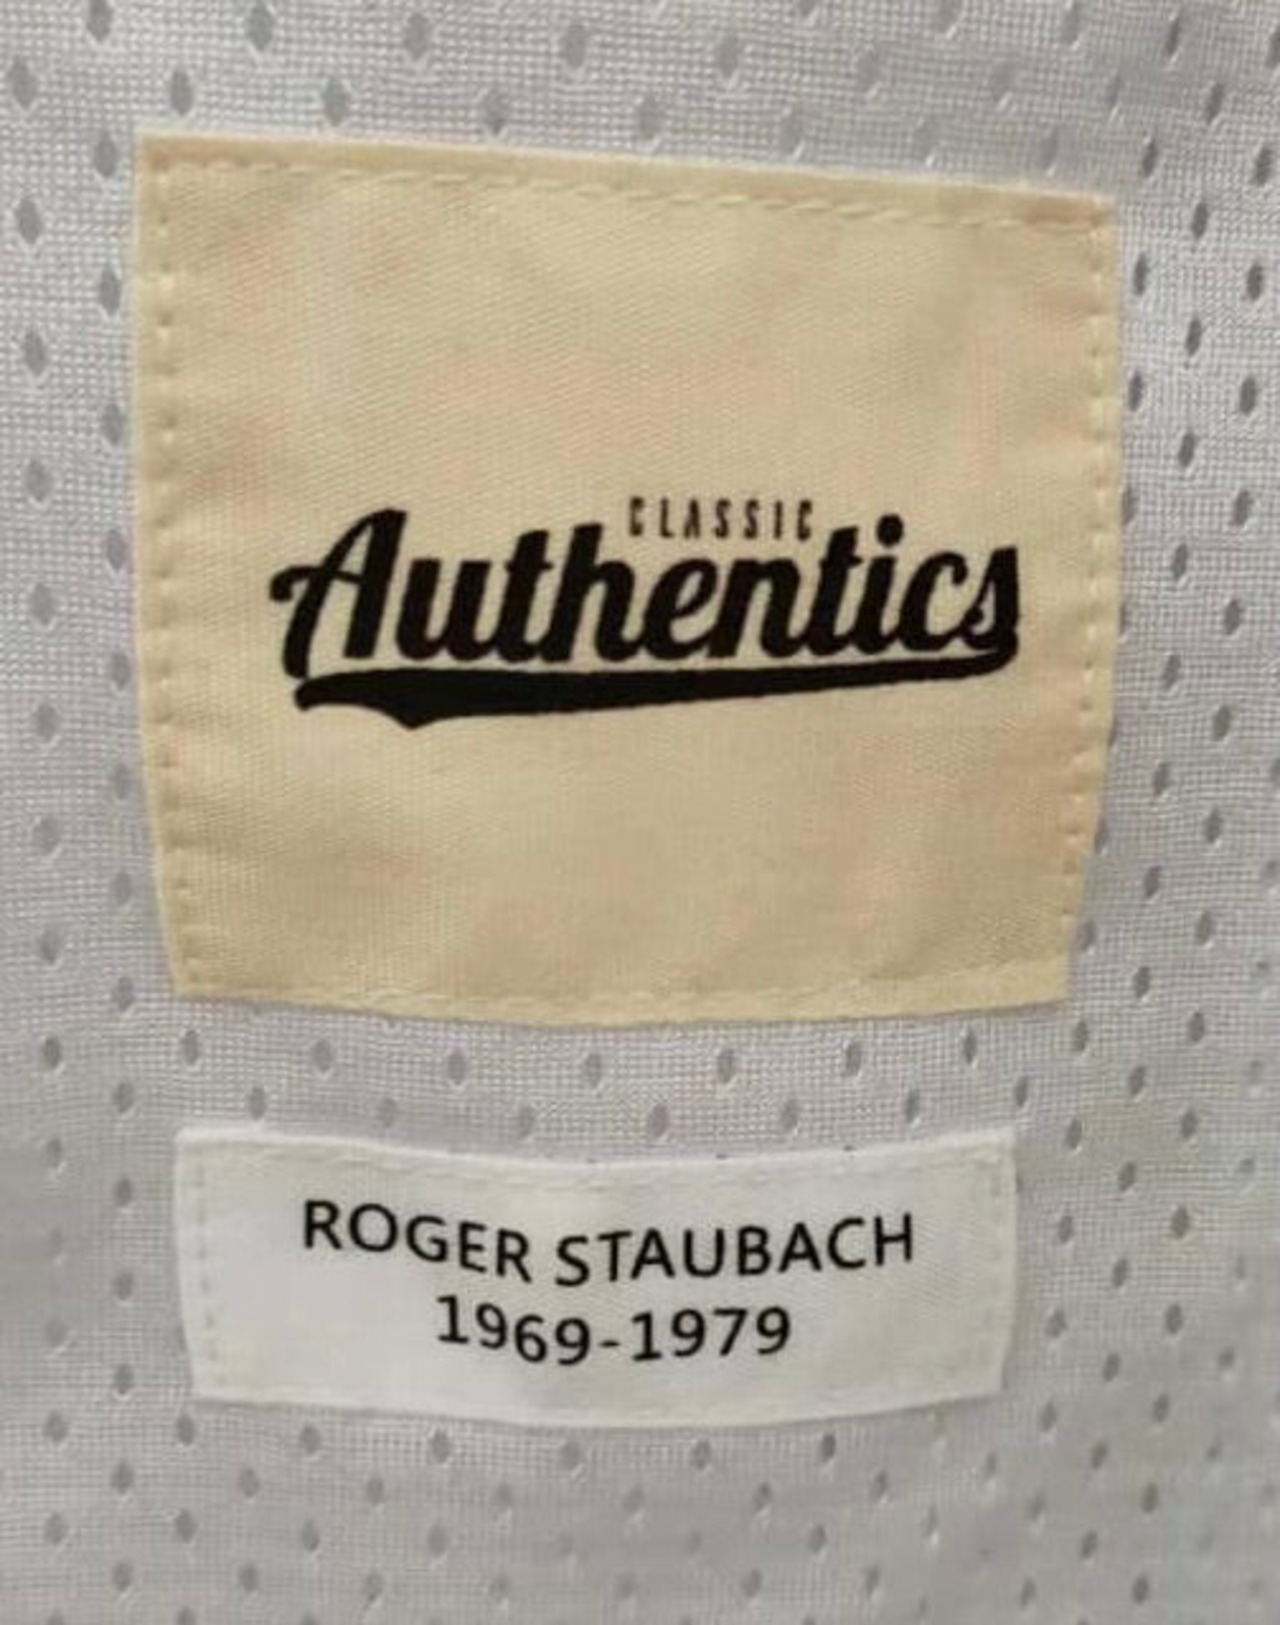 CLASSIC
Authentics
ROGER STAUBACH
1969-1979